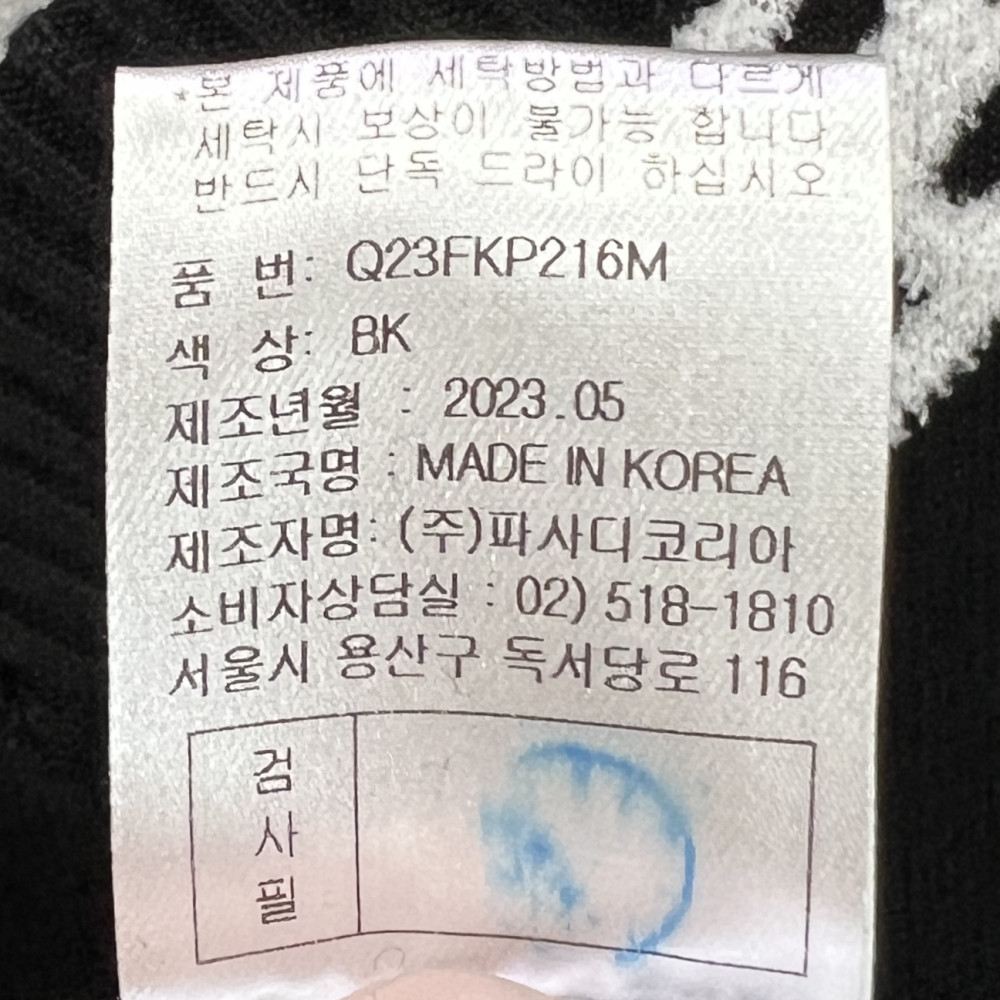 *본 제품에 세탁방법과 다르게
세탁시 보상이 불가능 합니다
반드시 단독 드라이 하십시오
품 번: Q23FKP216M
색 상: BK
제조년월 : 2023.05
제조국명 : MADE IN KOREA
제조자명: (주)파사디코리아
소비자상담실 : 02) 518-1810
서울시 용산구 독서당로 116
검
사
필